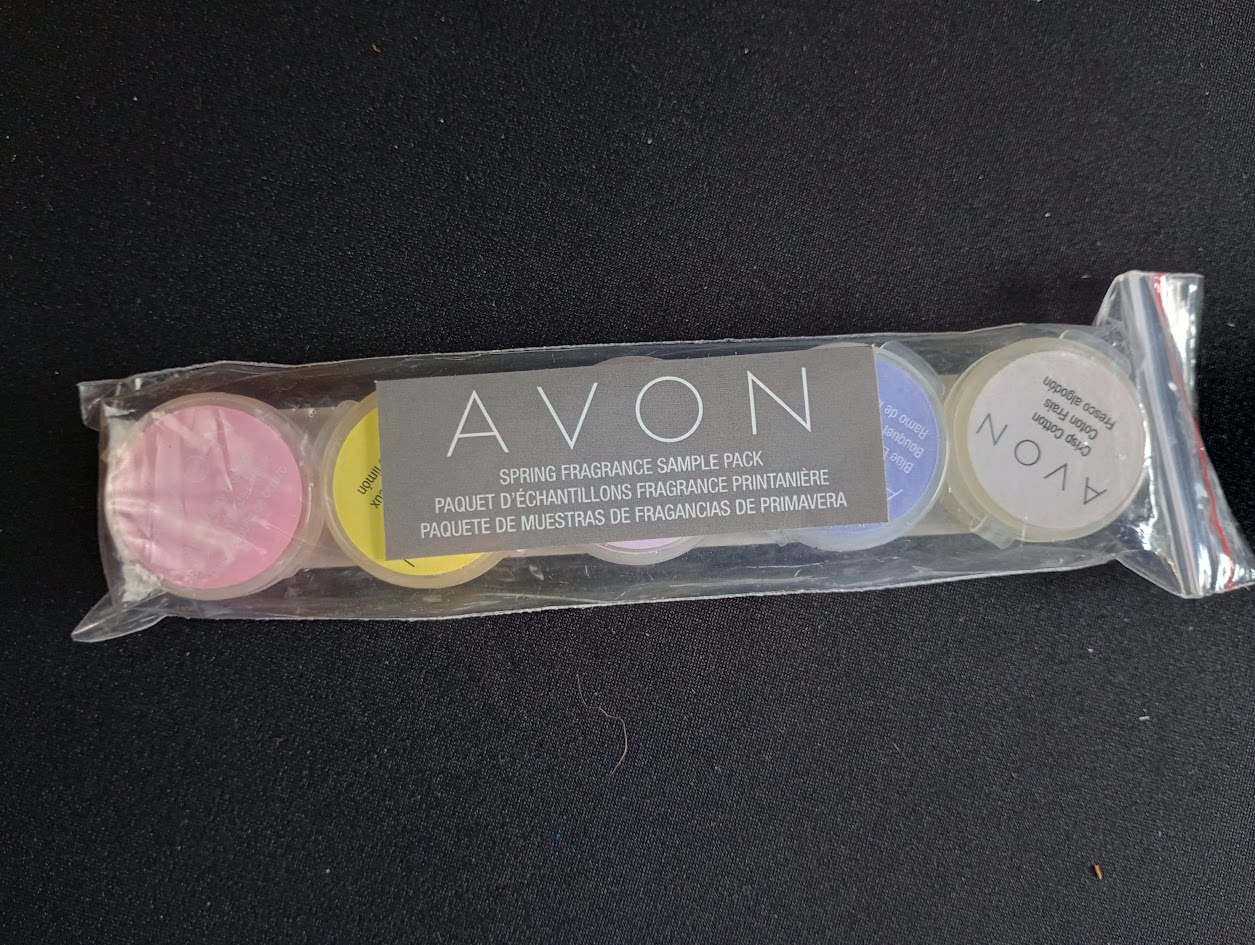 AVON
SPRING FRAGRANCE SAMPLE PACK
PAQUET D'ÉCHANTILLONS FRAGRANCE PRINTANIÈRE
PAQUETE DE MUESTRAS DE FRAGANCIAS DE PRIMAVERA
limón
Blue
Bouquet
Ramo de
AVON
Crisp Cotton
Coton Frais
Fresco algodón